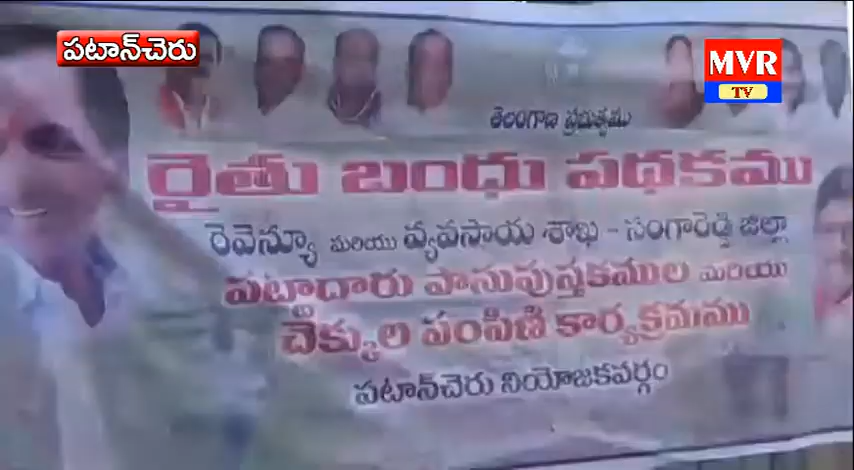 పటాన్‌చెరు
MVR
TV
తెలంగాణ ప్రభుత్వము
రైతు బంధు పథకము
రెవెన్యూ మరియు వ్యవసాయ శాఖ - సంగారెడ్డి జిల్లా
పట్టాదారు పాసుపుస్తకముల మరియు
చెక్కుల పంపిణి కార్యక్రమము
పటాన్‌చెరు నియోజకవర్గం